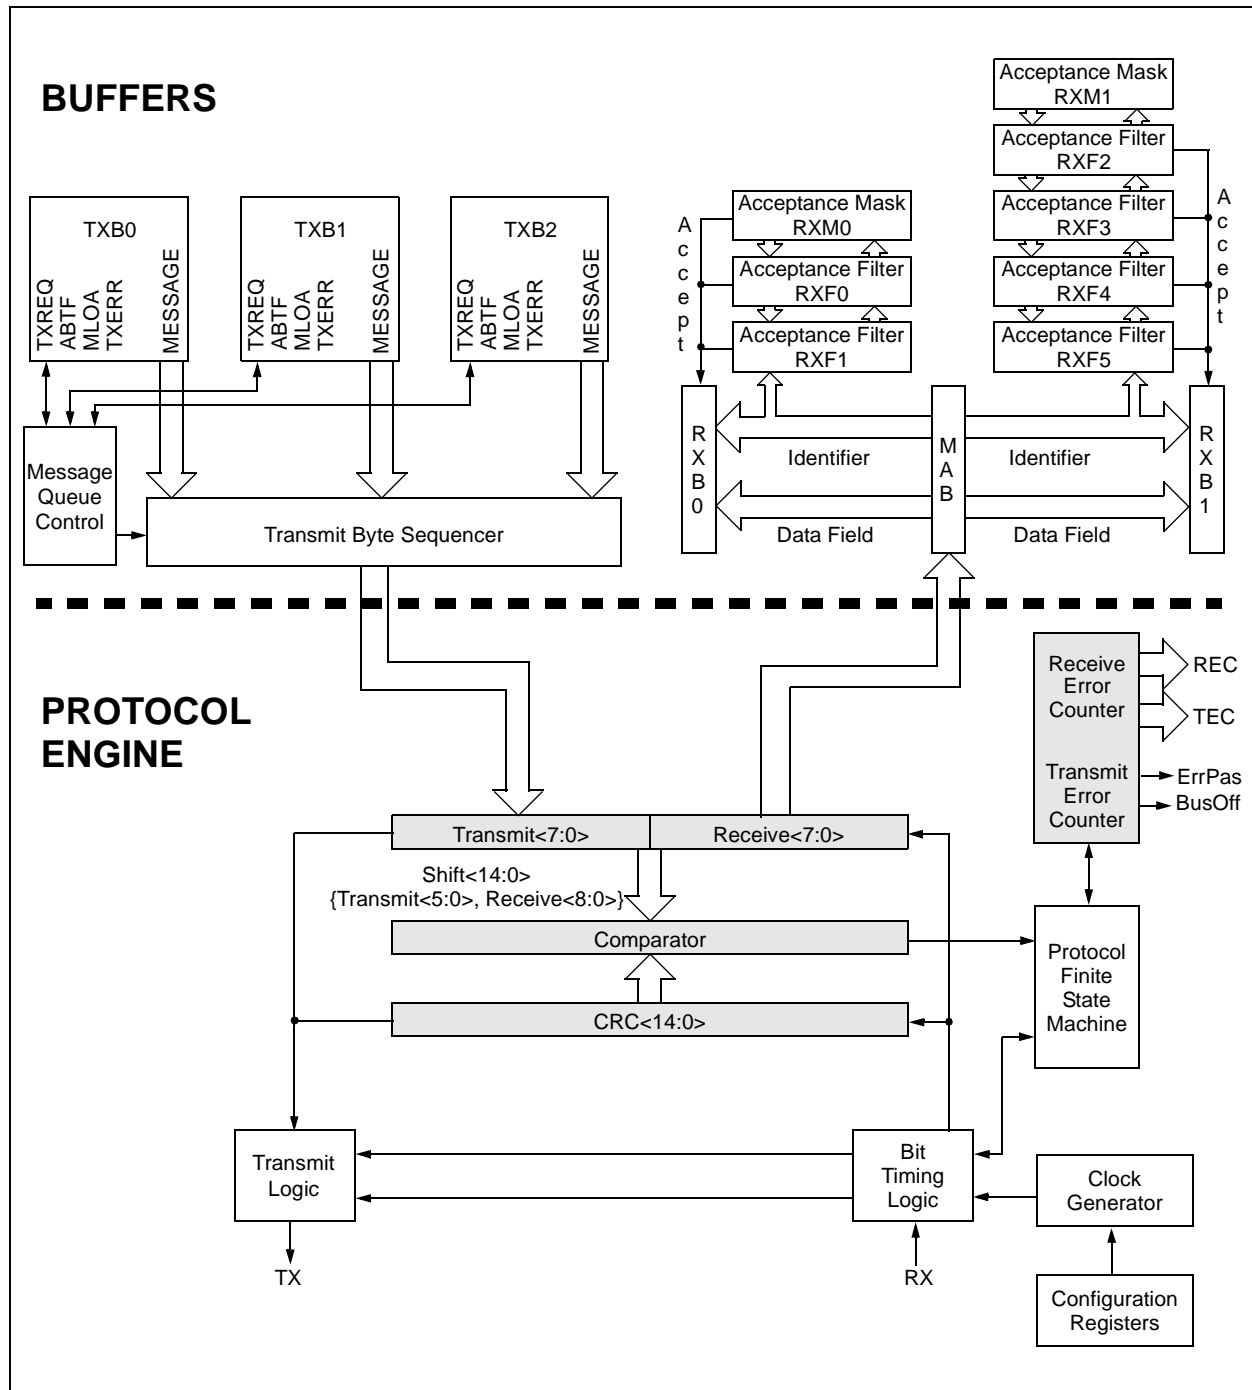 BUFFERS
Acceptance Mask
RXM1
Acceptance Filter
RXF2
Acceptance Filter
RXF3
Acceptance Filter
RXF4
Acceptance Filter
RXF5
Accept
Acceptance Mask
RXM0
Acceptance Filter
RXF0
Acceptance Filter
RXF1
Accept
TXB0
TXREQ
ABTF
MLOA
TXERR
MESSAGE
TXB1
TXREQ
ABTF
MLOA
TXERR
MESSAGE
TXB2
TXREQ
ABTF
MLOA
TXERR
MESSAGE
Message
Queue
Control
Transmit Byte Sequencer
RXB0
Identifier
Data Field
MAB
Identifier
Data Field
RXB1
PROTOCOL
ENGINE
Receive
Error
Counter
Transmit
Error
Counter
REC
TEC
ErrPas
BusOff
Transmit<7:0>
Receive<7:0>
Shift<14:0>
{Transmit<5:0>, Receive<8:0>}
Comparator
CRC<14:0>
Protocol
Finite
State
Machine
Transmit
Logic
Bit
Timing
Logic
Clock
Generator
TX
RX
Configuration
Registers